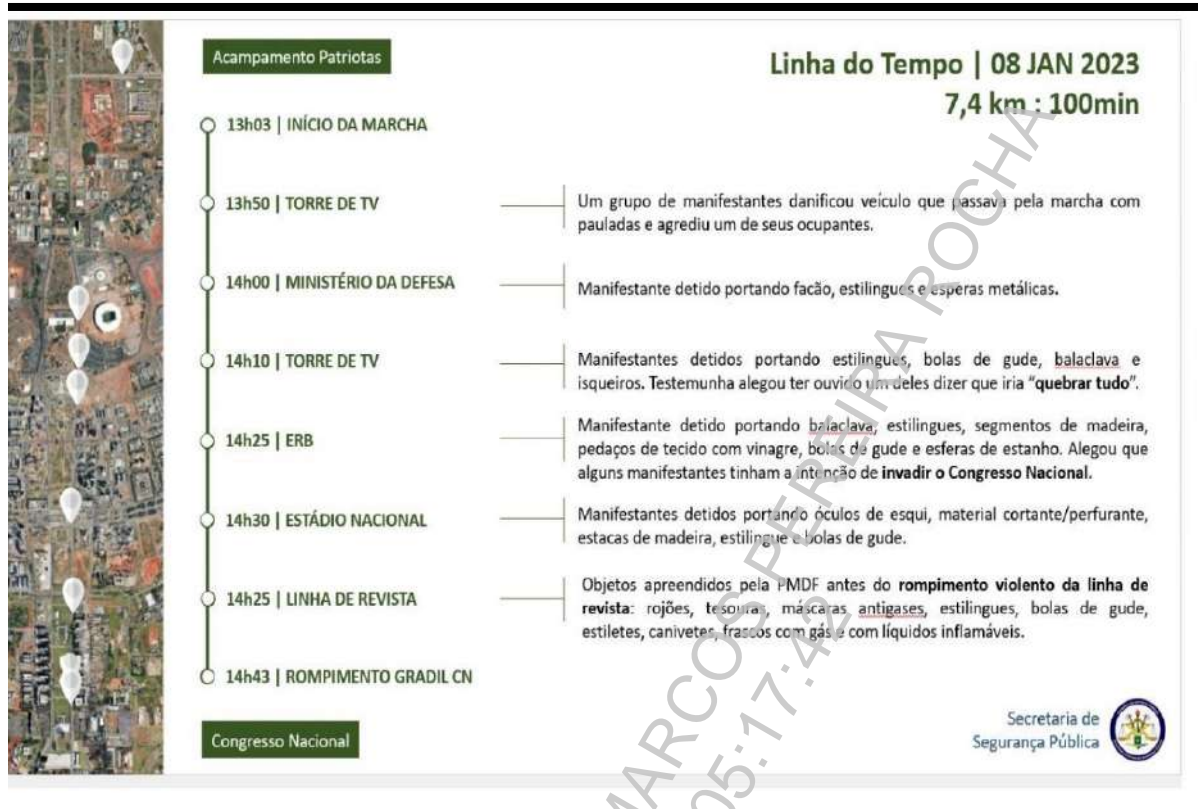 Acampamento Patriotas
Linha do Tempo | 08 JAN 2023
7,4 km : 100min
13h03 | INÍCIO DA MARCHA
13h50 | TORRE DE TV
Um grupo de manifestantes danificou veículo que passava pela marcha com
pauladas e agrediu um de seus ocupantes.
14h00 | MINISTÉRIO DA DEFESA
Manifestante detido portando facão, estilingues e esperas metálicas.
14h10 | TORRE DE TV
Manifestantes detidos portando estilingues, bolas de gude, balaclava e
isqueiros. Testemunha alegou ter ouvido um deles dizer que iria “quebrar tudo”.
14h25 | ERB
Manifestante detido portando balaclava, estilingues, segmentos de madeira,
pedaços de tecido com vinagre, bolas de gude e esferas de estanho. Alegou que
alguns manifestantes tinham a intenção de invadir o Congresso Nacional.
14h30 | ESTÁDIO NACIONAL
Manifestantes detidos portando óculos de esqui, material cortante/perfurante,
estacas de madeira, estilingue e bolas de gude.
14h25 | LINHA DE REVISTA
Objetos apreendidos pela PMDF antes do rompimento violento da linha de
revista: rojões, tesouras, máscaras antigases, estilingues, bolas de gude,
estiletes, canivetes, frascos com gás e com líquidos inflamáveis.
14h43 | ROMPIMENTO GRADIL CN
Congresso Nacional
Secretaria de
Segurança Pública
MARCOS PEREIRA ROCHA
05:17:42